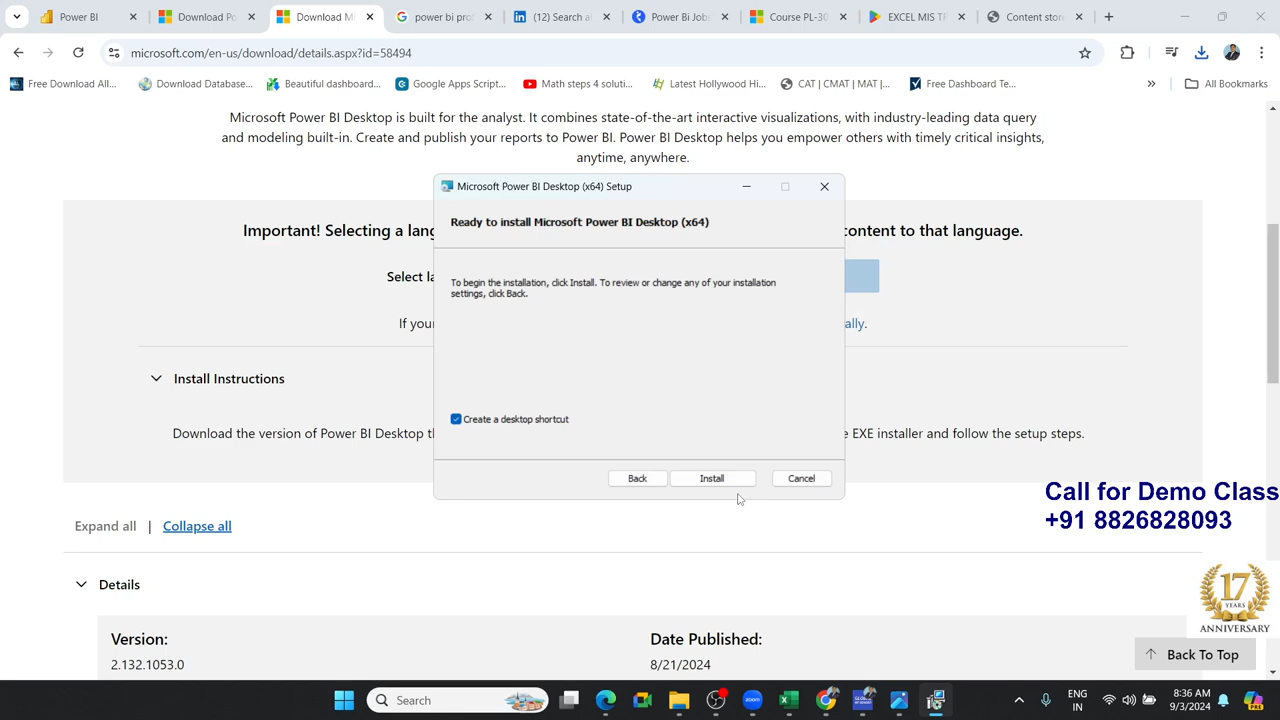 Power BI
Download Po
Download M
power bi pro
(12) Search a
Power Bi Job
Course PL-30
EXCEL MIS TR
Content stor
microsoft.com/en-us/download/details.aspx?id=58494
Free Download All...
Download Database...
Beautiful dashboard...
Google Apps Script...
Math steps 4 soluti...
Latest Hollywood Hi...
CAT | CMAT | MAT |...
Free Dashboard Te...
All Bookmarks
Microsoft Power BI Desktop is built for the analyst. It combines state-of-the-art interactive visualizations, with industry-leading data query
and modeling built-in. Create and publish your reports to Power BI. Power BI Desktop helps you empower others with timely critical insights,
anytime, anywhere.
Microsoft Power BI Desktop (x64) Setup
Ready to install Microsoft Power BI Desktop (x64)
Important! Selecting a lang
content to that language.
Select la
To begin the installation, click Install. To review or change any of your installation
settings, click Back.
If your
ally.
Install Instructions
Create a desktop shortcut
Download the version of Power BI Desktop th
e EXE installer and follow the setup steps.
Back
Install
Cancel
Call for Demo Class
+91 8826828093
Expand all | Collapse all
Details
17
YEARS
ANNIVERSARY
Version:
Date Published:
2.132.1053.0
8/21/2024
Back To Top
Search
ENG
IN
8:36 AM
9/3/2024